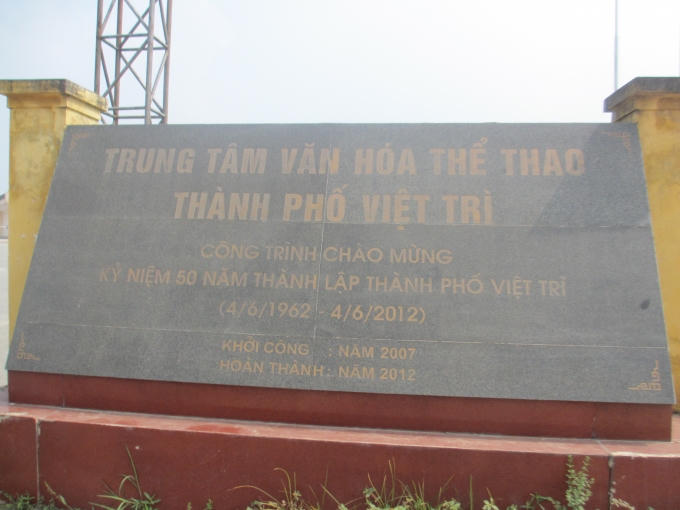 TRUNG TÂM VĂN HÓA THỂ THAO
THÀNH PHỐ VIỆT TRÌ
CÔNG TRÌNH CHÀO MỪNG
KỶ NIỆM 50 NĂM THÀNH LẬP THÀNH PHỐ VIỆT TRÌ
(4/6/1962 - 4/6/2012)
KHỞI CÔNG : NĂM 2007
HOÀN THÀNH : NĂM 2012